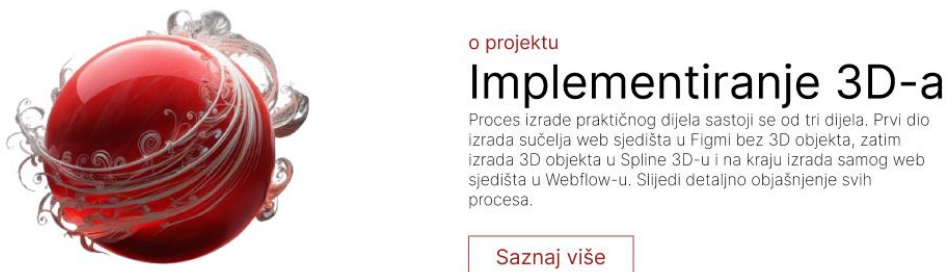 o projektu
Implementiranje 3D-a
Proces izrade praktičnog dijela sastoji se od tri dijela. Prvi dio
izrada sučelja web sjedišta u Figmi bez 3D objekta, zatim
izrada 3D objekta u Spline 3D-u i na kraju izrada samog web
sjedišta u Webflow-u. Slijedi detaljno objašnjenje svih
procesa.
Saznaj više